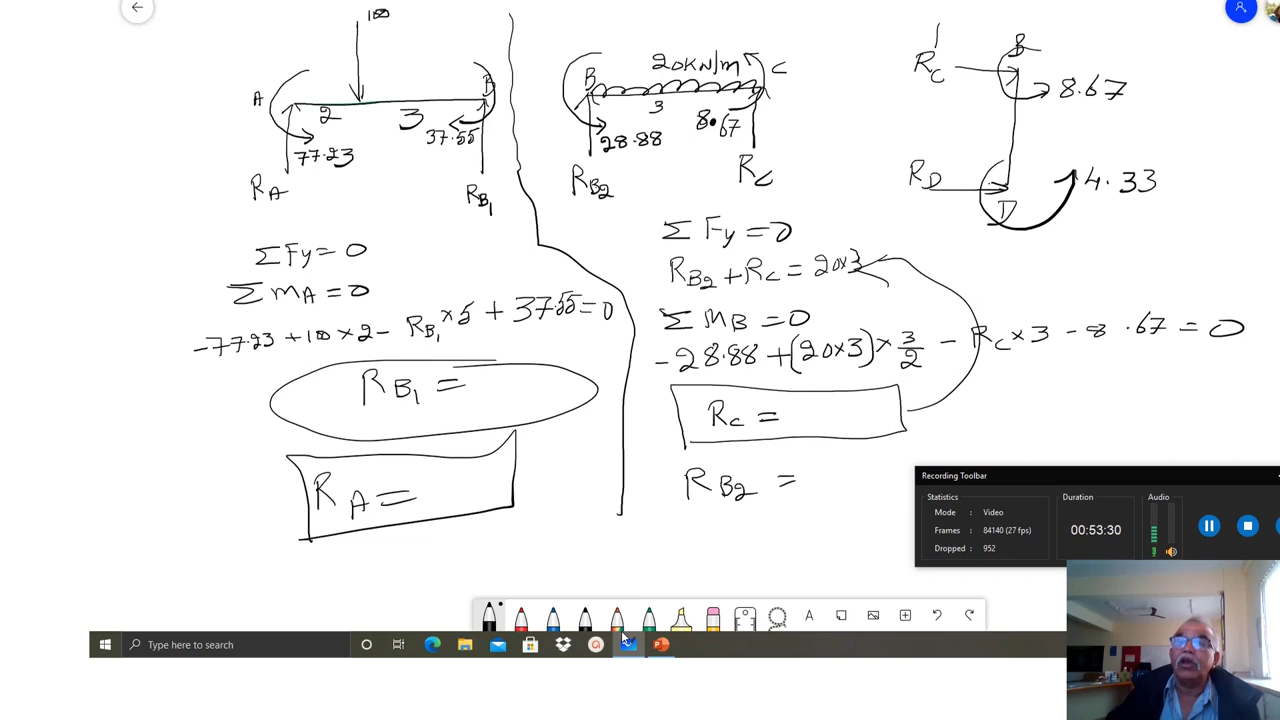 100
A
2
3
B
77.23
37.55
RA
RB1
ΣFy = 0
ΣMA = 0
-77.23 + 100 × 2 - RB1 × 5 + 37.55 = 0
RB1 =
RA =
20KN/m
B
C
3
28.88
8.67
RB2
RC
ΣFy = 0
RB2 + RC = 20×3
ΣMB = 0
-28.88 + (20×3) × 3/2 - RC × 3 - 8.67 = 0
RC =
RB2 =
B
RC
8.67
RD
D
4.33
Recording Toolbar
Statistics
Mode : Video
Frames : 84140 (27 fps)
Dropped : 952
Duration
00:53:30
Audio
Type here to search